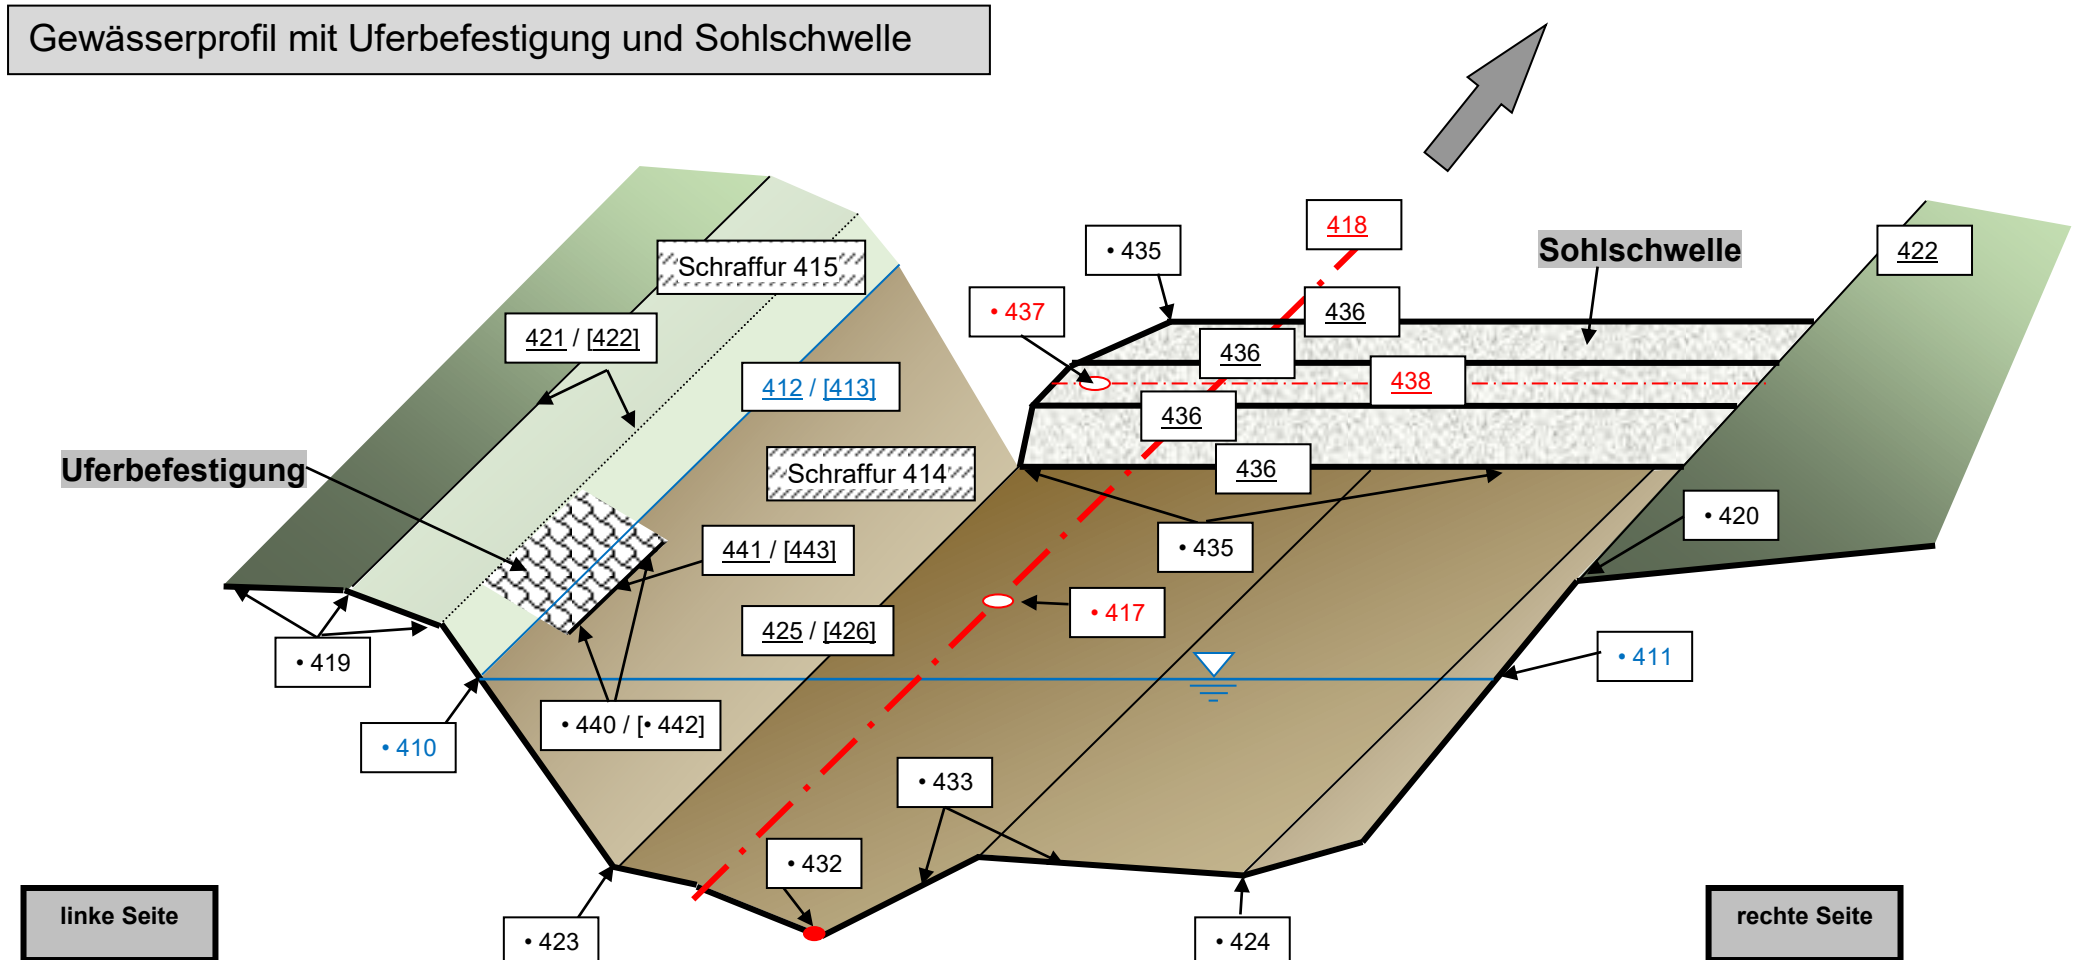 Gewässerprofil mit Uferbefestigung und Sohlschwelle
418
• 435
Sohlschwelle
422
Schraffur 415
• 437
436
421 / [422]
436
412 / [413]
438
436
Uferbefestigung
Schraffur 414
436
• 420
441 / [443]
• 435
• 417
425 / [426]
• 419
• 411
• 440 / [• 442]
• 410
• 433
• 432
linke Seite
rechte Seite
• 423
• 424